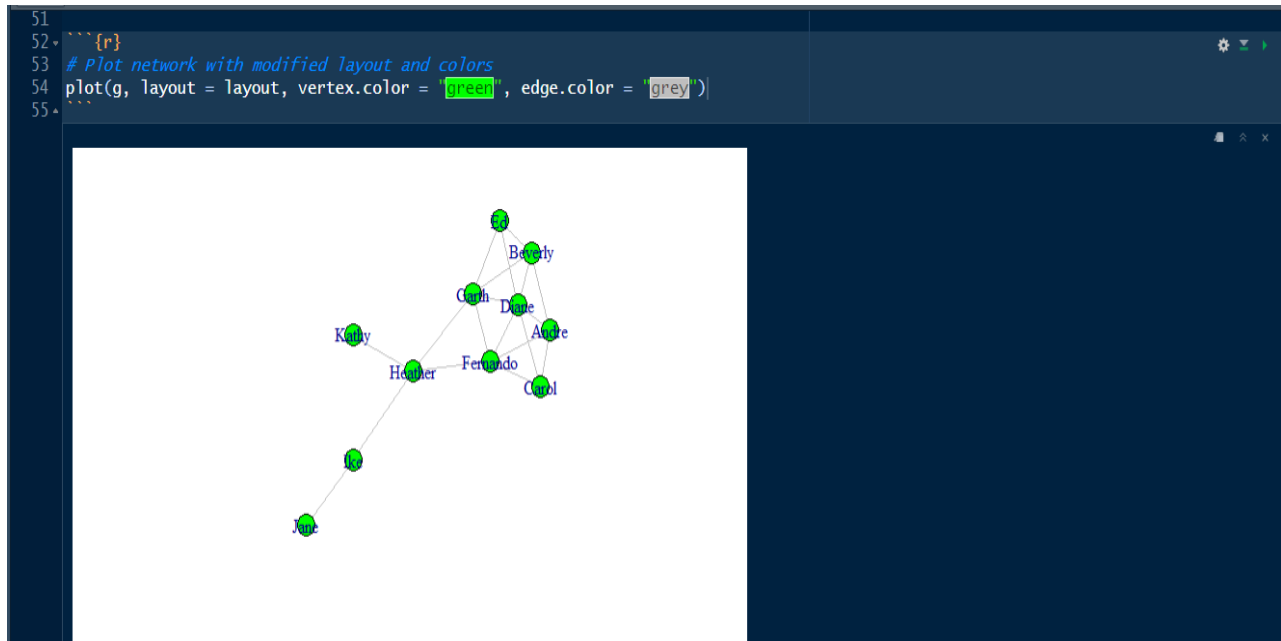 51
52 ```{r}
53 # Plot network with modified layout and colors
54 plot(g, layout = layout, vertex.color = "green", edge.color = "grey")
55 ```
Ed
Beverly
Garth
Diane
Andre
Kathy
Fernando
Heather
Carol
Ike
Jane